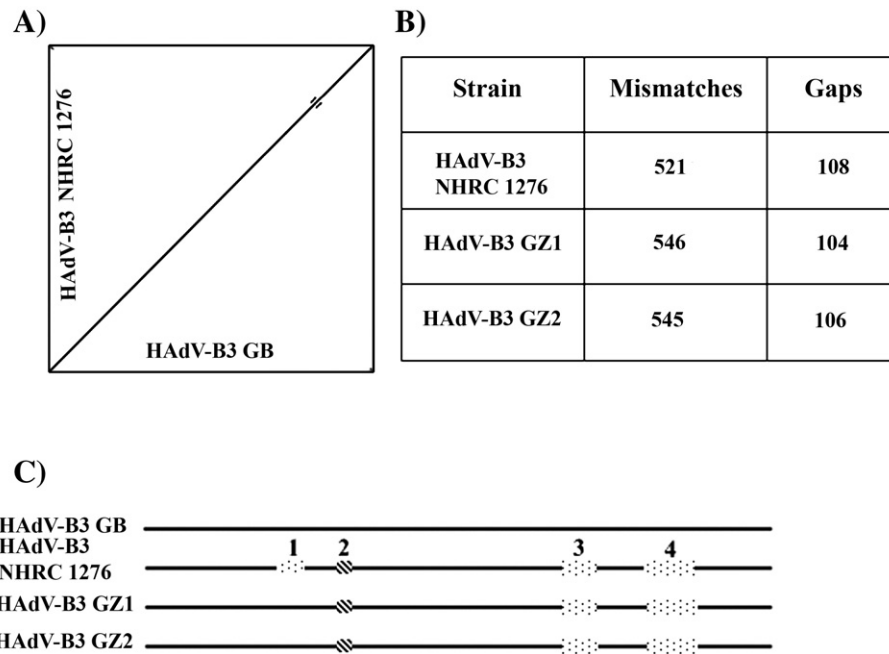 A)
HAdV-B3 NHRC 1276
HAdV-B3 GB
B)
Strain Mismatches Gaps
HAdV-B3
NHRC 1276 521 108
HAdV-B3 GZ1 546 104
HAdV-B3 GZ2 545 106
C)
HAdV-B3 GB
HAdV-B3 1 2 3 4
NHRC 1276
HAdV-B3 GZ1
HAdV-B3 GZ2